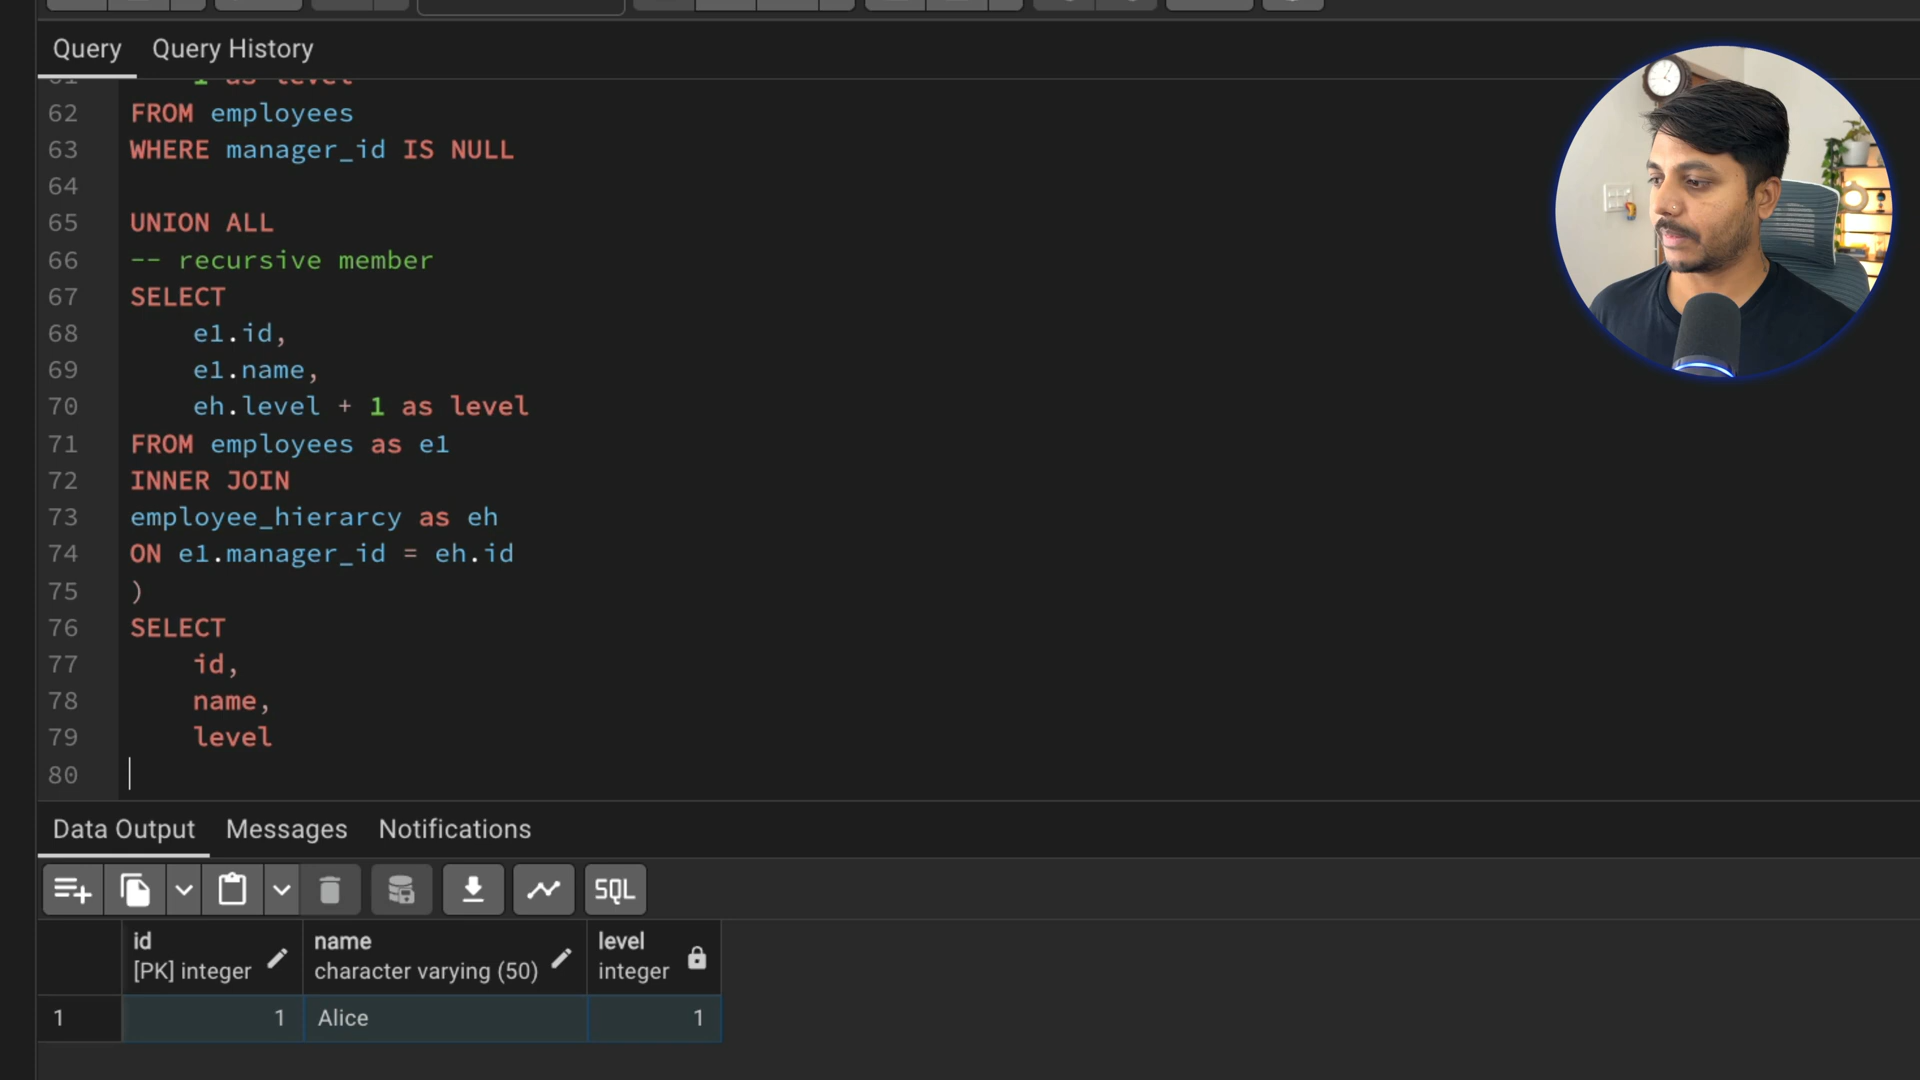 Query Query History
61 1 as level
62 FROM employees
63 WHERE manager_id IS NULL
64
65 UNION ALL
66 -- recursive member
67 SELECT
68 e1.id,
69 e1.name,
70 eh.level + 1 as level
71 FROM employees as e1
72 INNER JOIN
73 employee_hierarcy as eh
74 ON e1.manager_id = eh.id
75 )
76 SELECT
77 id,
78 name,
79 level
80
Data Output Messages Notifications
SQL
id name level
[PK] integer character varying (50) integer
1 1 Alice 1